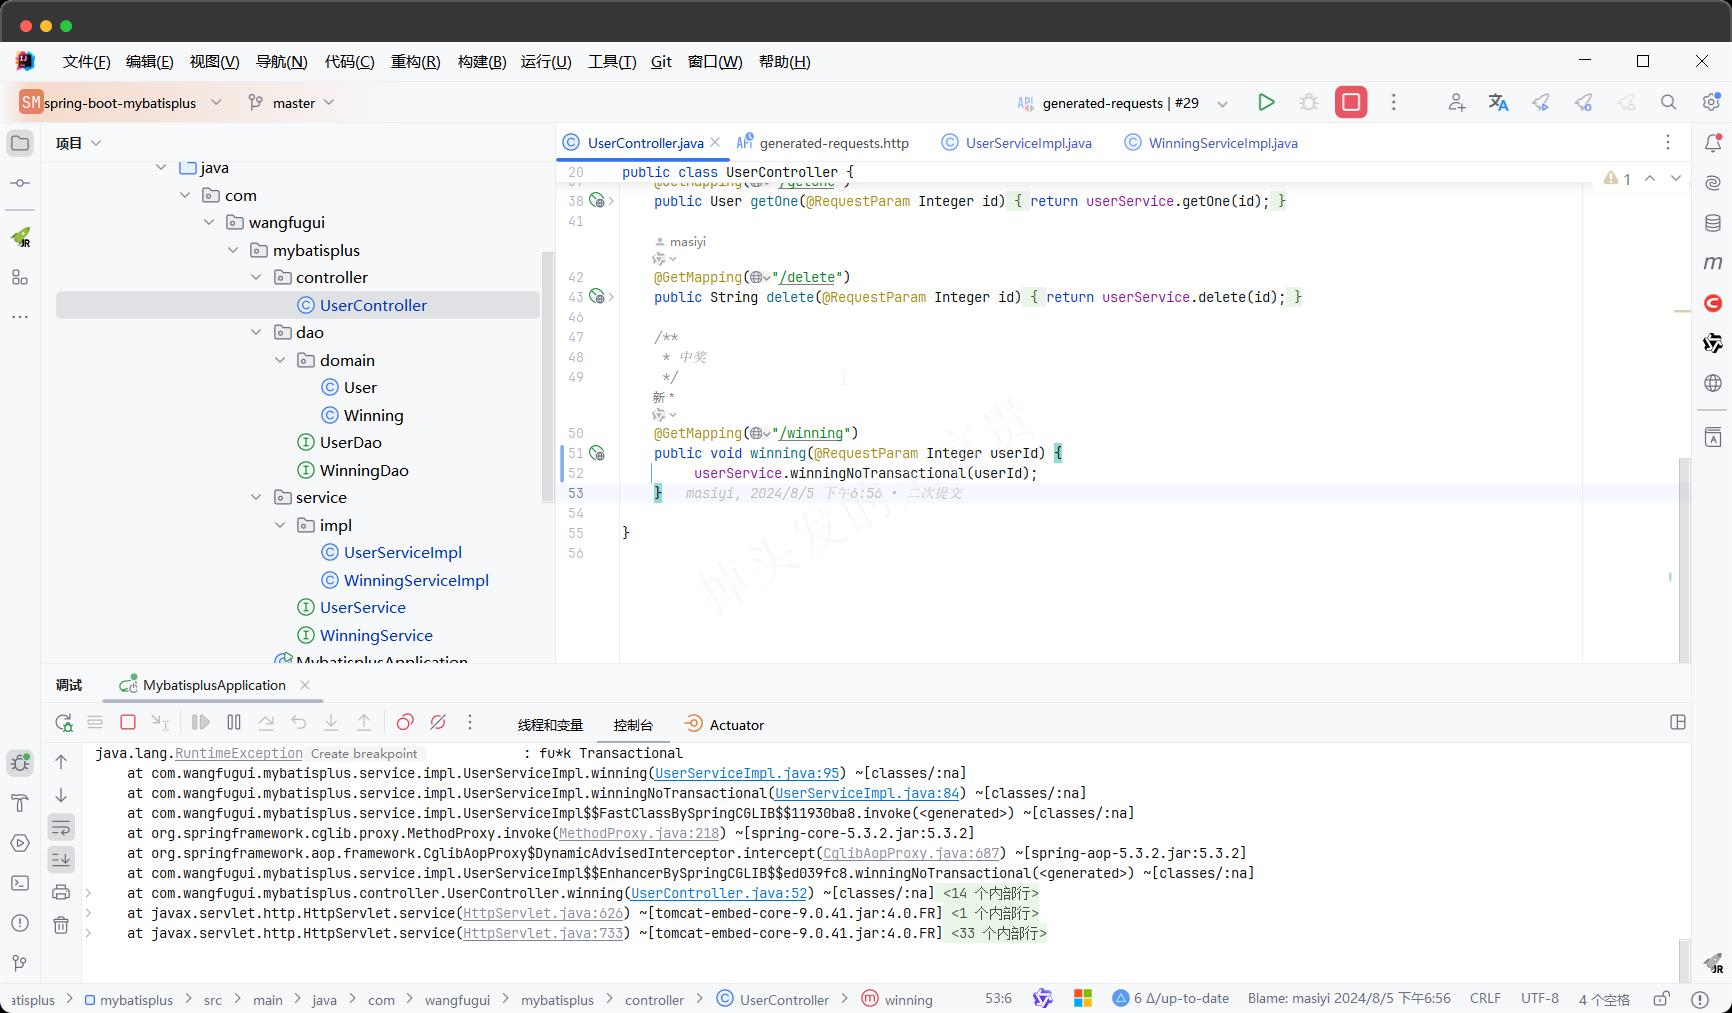 文件(F) 编辑(E) 视图(V) 导航(N) 代码(C) 重构(R) 构建(B) 运行(U) 工具(T) Git 窗口(W) 帮助(H)
SM spring-boot-mybatisplus master API generated-requests | #29
项目
UserController.java API generated-requests.http UserServiceImpl.java WinningServiceImpl.java
java
com
wangfugui
mybatisplus
controller
UserController
dao
domain
User
Winning
UserDao
WinningDao
service
impl
UserServiceImpl
WinningServiceImpl
UserService
WinningService
MybatisplusApplication
20 public class UserController {
1
37 @GetMapping("/getOne")
38 public User getOne(@RequestParam Integer id) { return userService.getOne(id); }
41
masiyi
42 @GetMapping("/delete")
43 public String delete(@RequestParam Integer id) { return userService.delete(id); }
46
47 /**
48 * 中奖
49 */
新 *
50 @GetMapping("/winning")
51 public void winning(@RequestParam Integer userId) {
52 userService.winningNoTransactional(userId);
53 } masiyi, 2024/8/5 下午6:56 • 二次提交
54
55 }
56
调试 MybatisplusApplication
线程和变量 控制台 Actuator
java.lang.RuntimeException Create breakpoint : fu*k Transactional
at com.wangfugui.mybatisplus.service.impl.UserServiceImpl.winning(UserServiceImpl.java:95) ~[classes/:na]
at com.wangfugui.mybatisplus.service.impl.UserServiceImpl.winningNoTransactional(UserServiceImpl.java:84) ~[classes/:na]
at com.wangfugui.mybatisplus.service.impl.UserServiceImpl$$FastClassBySpringCGLIB$$11930ba8.invoke(<generated>) ~[classes/:na]
at org.springframework.cglib.proxy.MethodProxy.invoke(MethodProxy.java:218) ~[spring-core-5.3.2.jar:5.3.2]
at org.springframework.aop.framework.CglibAopProxy$DynamicAdvisedInterceptor.intercept(CglibAopProxy.java:687) ~[spring-aop-5.3.2.jar:5.3.2]
at com.wangfugui.mybatisplus.service.impl.UserServiceImpl$$EnhancerBySpringCGLIB$$ed039fc8.winningNoTransactional(<generated>) ~[classes/:na]
at com.wangfugui.mybatisplus.controller.UserController.winning(UserController.java:52) ~[classes/:na] <14 个内部行>
at javax.servlet.http.HttpServlet.service(HttpServlet.java:626) ~[tomcat-embed-core-9.0.41.jar:4.0.FR] <1 个内部行>
at javax.servlet.http.HttpServlet.service(HttpServlet.java:733) ~[tomcat-embed-core-9.0.41.jar:4.0.FR] <33 个内部行>
atisplus mybatisplus src main java com wangfugui mybatisplus controller UserController winning 53:6 6 Δ/up-to-date Blame: masiyi 2024/8/5 下午6:56 CRLF UTF-8 4 个空格